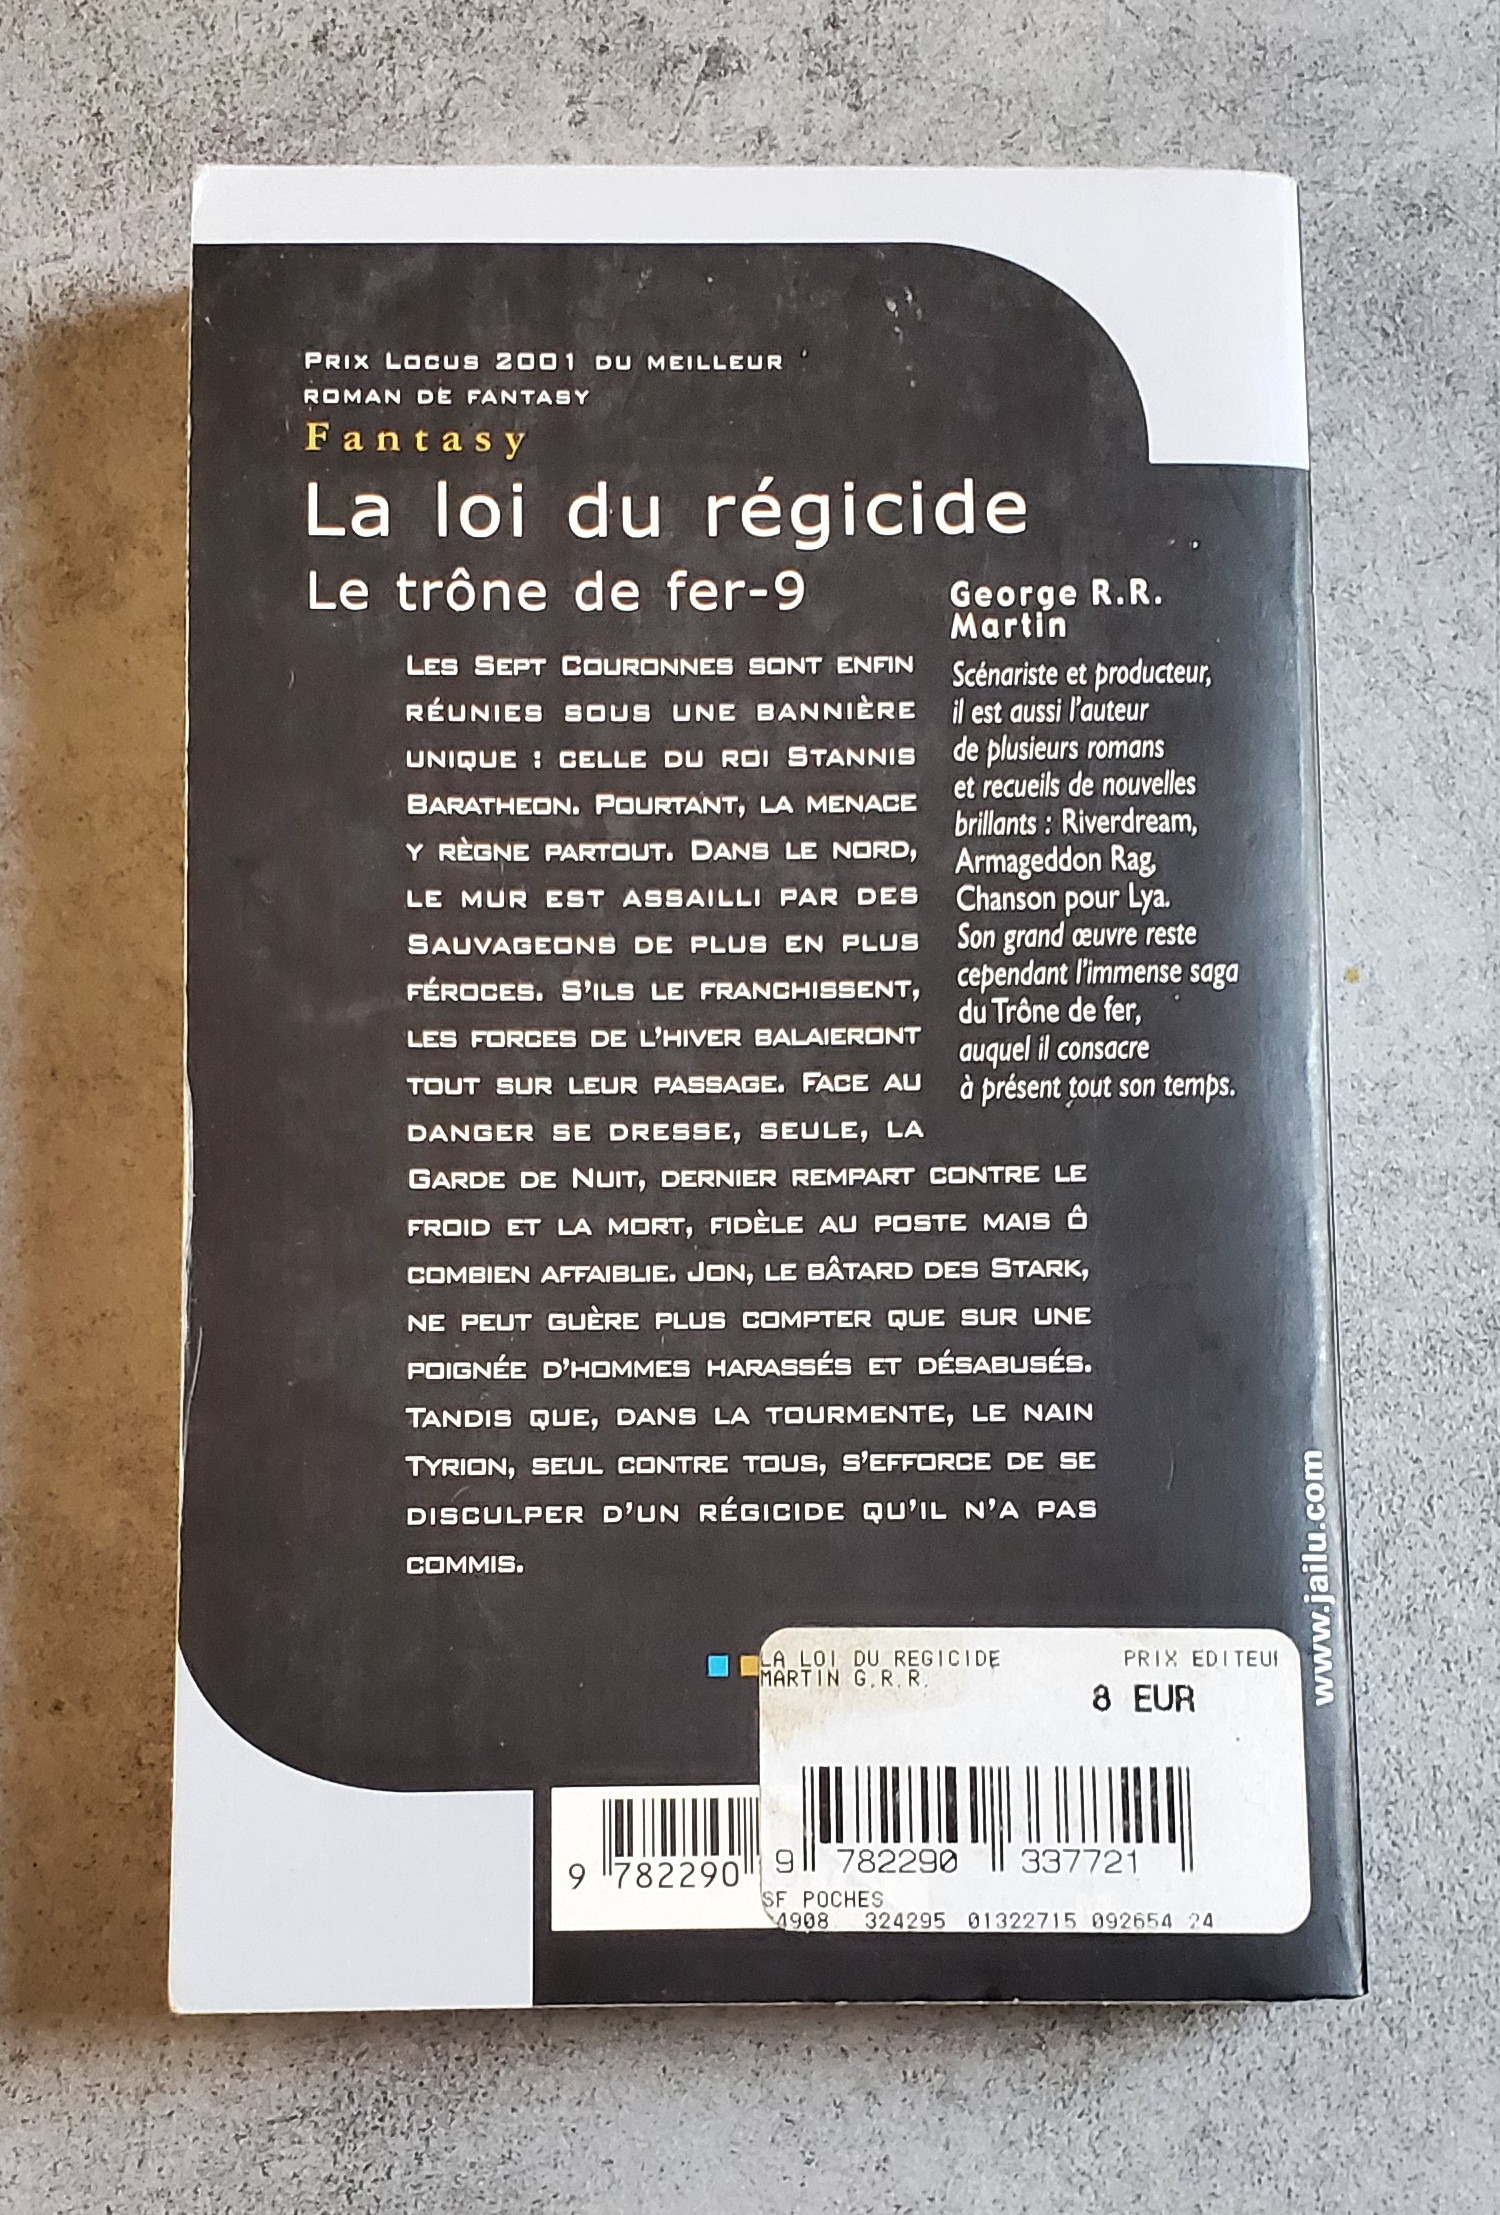 Prix Locus 2001 du meilleur
roman de fantasy
Fantasy
La loi du régicide
Le trône de fer-9
Les Sept Couronnes sont enfin
réunies sous une bannière
unique : celle du roi Stannis
Baratheon. Pourtant, la menace
y règne partout. Dans le nord,
le mur est assailli par des
Sauvageons de plus en plus
féroces. S'ils le franchissent,
les forces de l'hiver balaieront
tout sur leur passage. Face au
danger se dresse, seule, la
Garde de Nuit, dernier rempart contre le
froid et la mort, fidèle au poste mais ô
combien affaiblie. Jon, le bâtard des Stark,
ne peut guère plus compter que sur une
poignée d'hommes harassés et désabusés.
Tandis que, dans la tourmente, le nain
Tyrion, seul contre tous, s'efforce de se
disculper d'un régicide qu'il n'a pas
commis.
George R.R.
Martin
Scénariste et producteur,
il est aussi l'auteur
de plusieurs romans
et recueils de nouvelles
brillants : Riverdream,
Armageddon Rag,
Chanson pour Lya.
Son grand œuvre reste
cependant l'immense saga
du Trône de fer,
auquel il consacre
à présent tout son temps.
www.jailu.com
LA LOI DU REGICIDE PRIX EDITEUR
MARTIN G.R.R.
8 EUR
9 782290 337721
SF POCHES
4908 324295 01322715 092654 24
9 782290